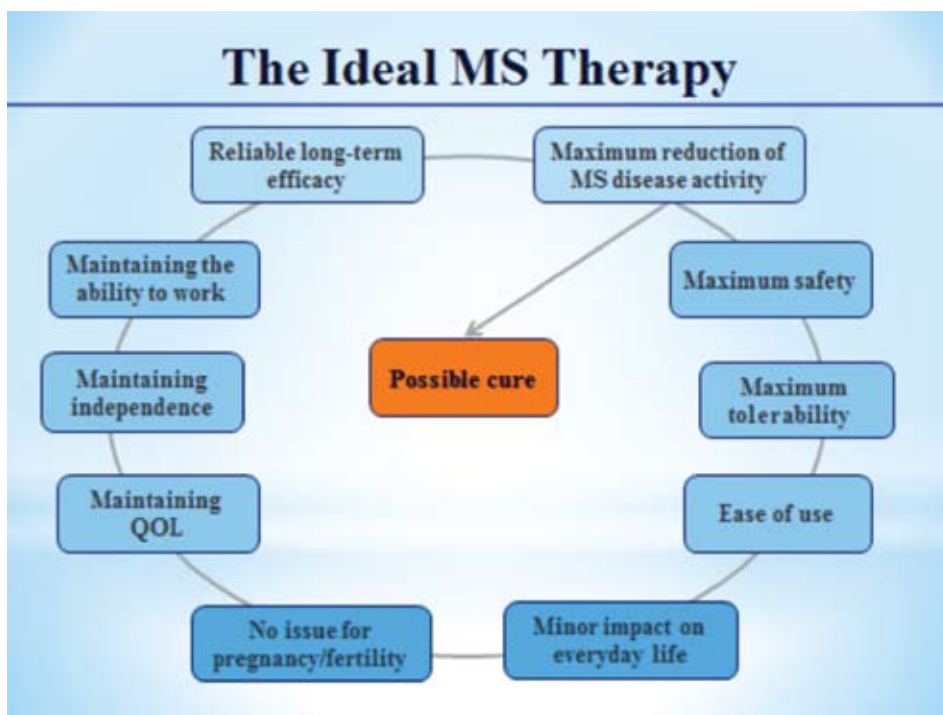 The Ideal MS Therapy
Reliable long-term
efficacy
Maximum reduction of
MS disease activity
Maintaining the
ability to work
Maximum safety
Possible cure
Maintaining
independence
Maximum
tolerability
Maintaining
QOL
Ease of use
No issue for
pregnancy/fertility
Minor impact on
everyday life